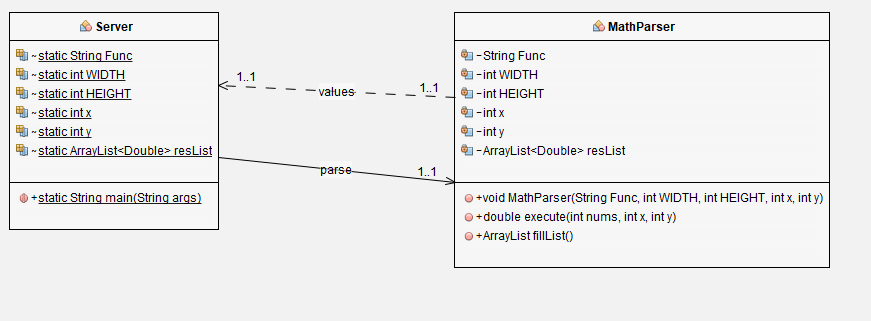 Server
~static String Func
~static int WIDTH
~static int HEIGHT
~static int x
~static int y
~static ArrayList<Double> resList
+static String main(String args)
1..1
values
1..1
parse
1..1
MathParser
-String Func
-int WIDTH
-int HEIGHT
-int x
-int y
-ArrayList<Double> resList
+void MathParser(String Func, int WIDTH, int HEIGHT, int x, int y)
+double execute(int nums, int x, int y)
+ArrayList fillList()